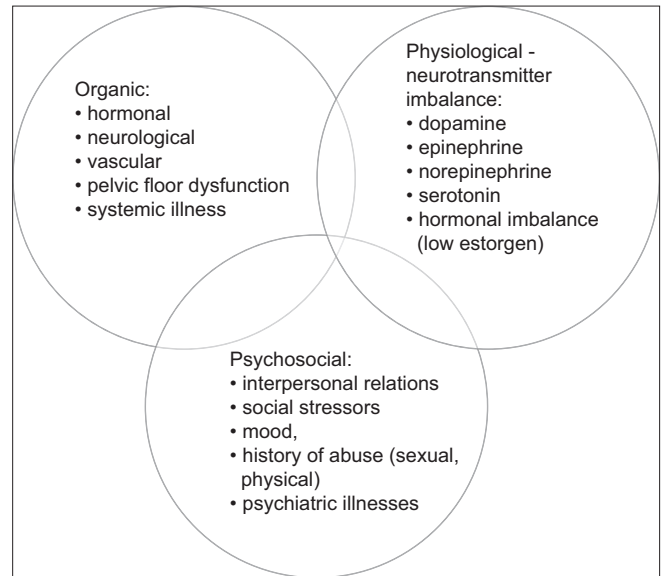 Organic:
• hormonal
• neurological
• vascular
• pelvic floor dysfunction
• systemic illness
Physiological -
neurotransmitter
imbalance:
• dopamine
• epinephrine
• norepinephrine
• serotonin
• hormonal imbalance
(low estorgen)
Psychosocial:
• interpersonal relations
• social stressors
• mood,
• history of abuse (sexual,
physical)
• psychiatric illnesses